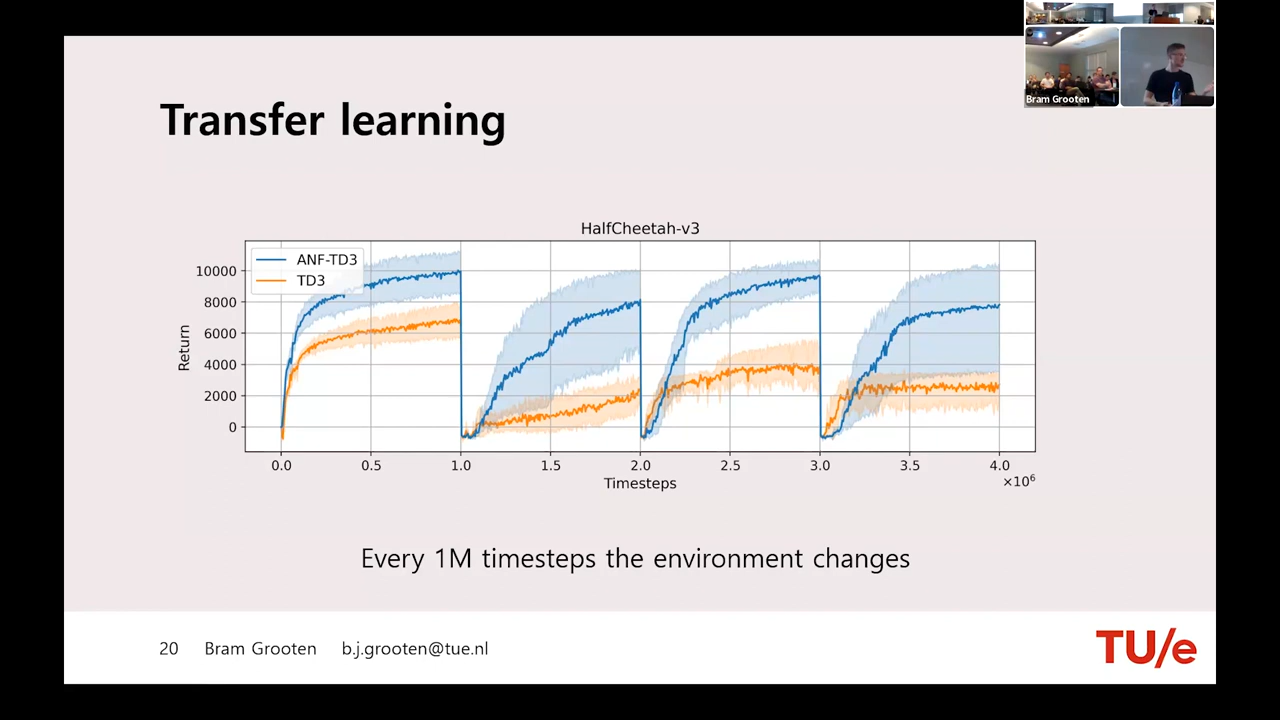 Bram Grooten
Transfer learning
HalfCheetah-v3
ANF-TD3
TD3
Return
10000
8000
6000
4000
2000
0
0.0 0.5 1.0 1.5 2.0 2.5 3.0 3.5 4.0
×10⁶
Timesteps
Every 1M timesteps the environment changes
20 Bram Grooten b.j.grooten@tue.nl
TU/e